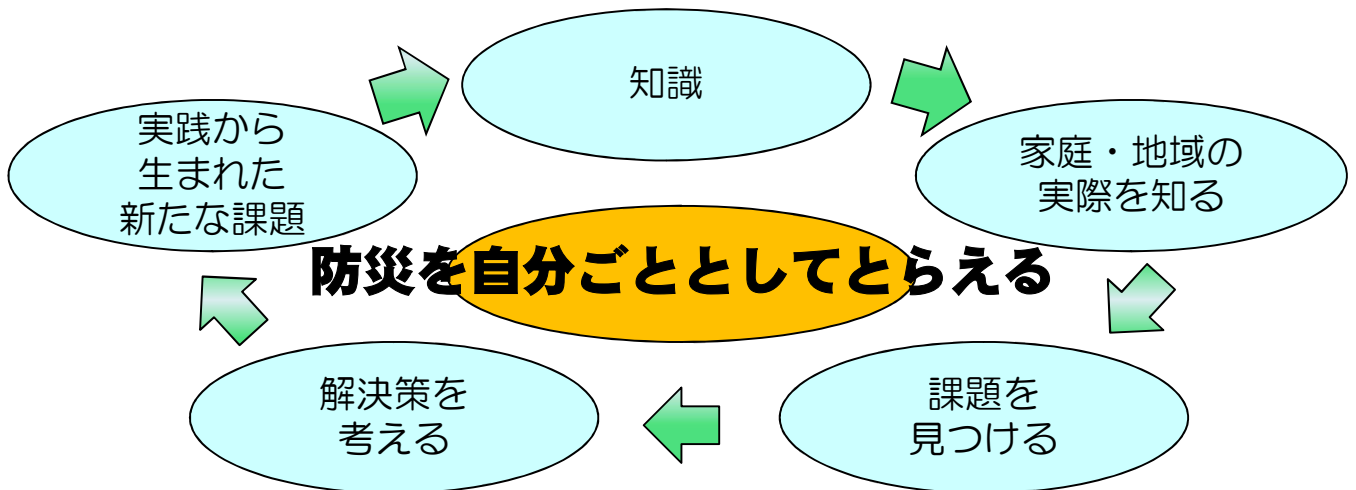 知識
家庭・地域の
実際を知る
課題を
見つける
解決策を
考える
実践から
生まれた
新たな課題
防災を自分ごととしてとらえる